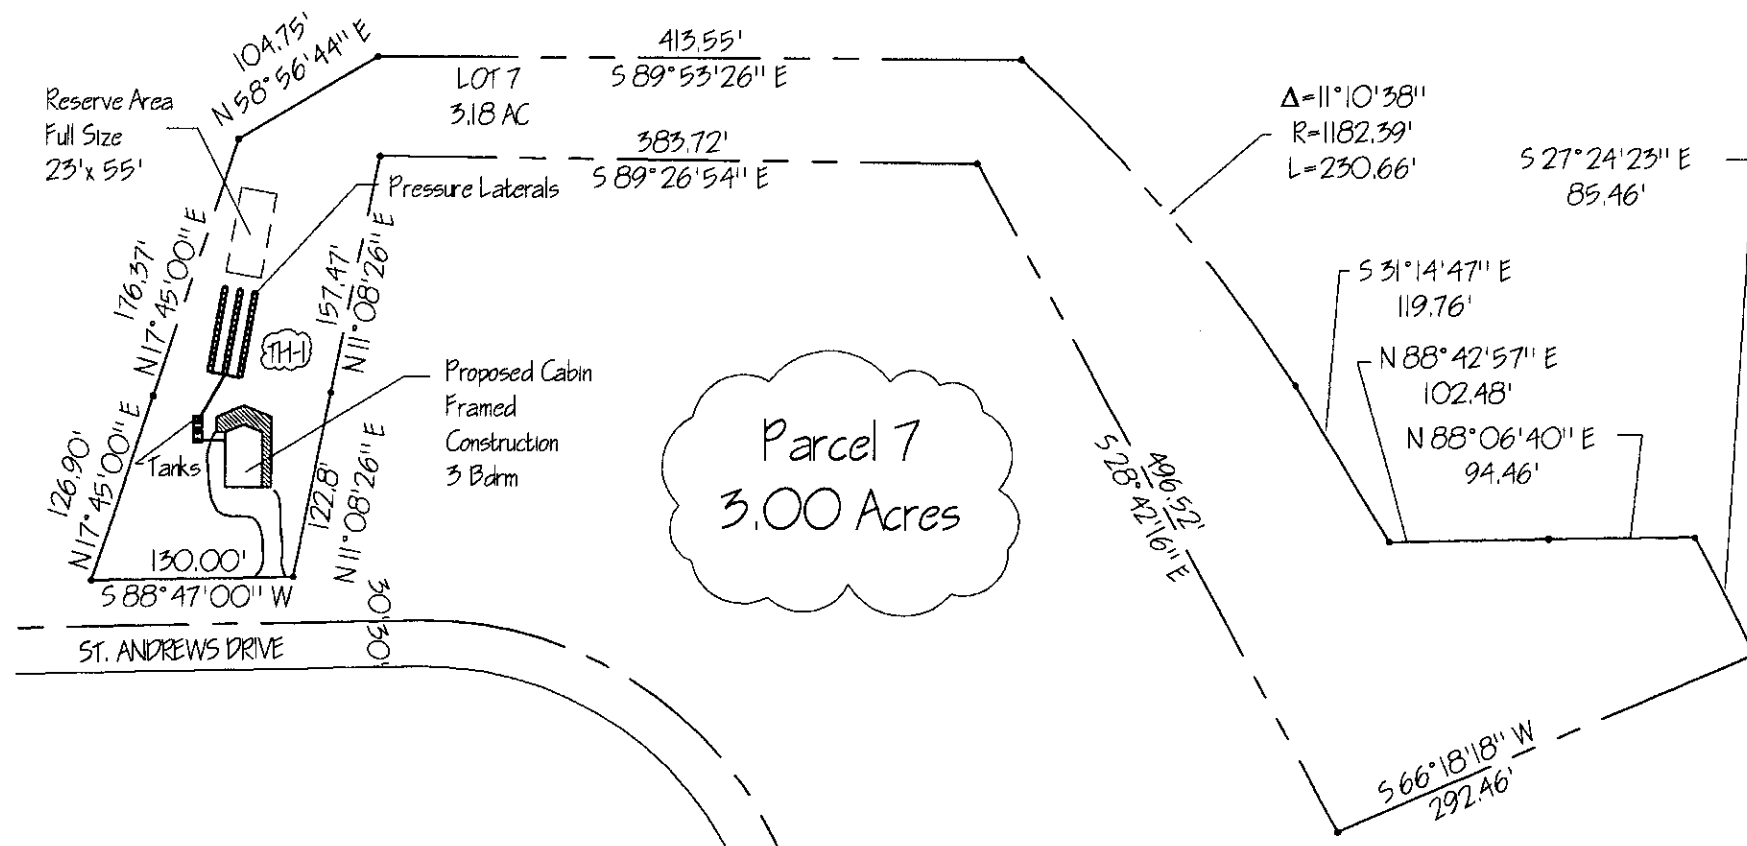 104.75'
N 58°56'44" E
413.55'
S 89°53'26" E
LOT 7
3.18 AC
Reserve Area
Full Size
23' x 55'
383.72'
S 89°26'54" E
Pressure Laterals
Δ=11°10'38"
R=1182.39'
L=230.66'
S 27°24'23" E
85.46'
176.37'
N 17°45'00" E
157.47'
N 11°08'26" E
TH-1
S 31°14'47" E
119.76'
N 88°42'57" E
102.48'
N 88°06'40" E
94.46'
Proposed Cabin
Framed
Construction
3 Bdrm
Parcel 7
3.00 Acres
496.52'
S 28°42'16" E
Tanks
126.90'
N 17°45'00" E
122.8'
N 11°08'26" E
130.00'
S 88°47'00" W
30' 30'
ST. ANDREWS DRIVE
S 66°18'18" W
292.46'